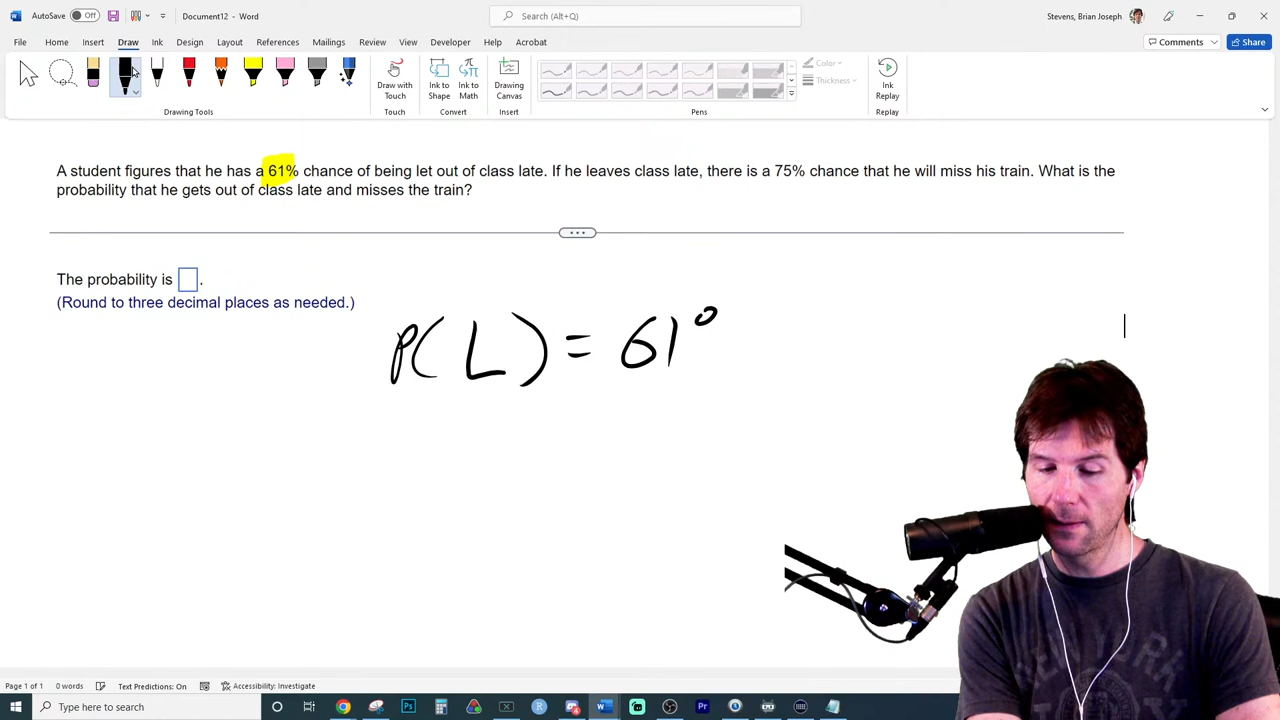 AutoSave Off Document12 - Word Search (Alt+Q) Stevens, Brian Joseph
File Home Insert Draw Ink Design Layout References Mailings Review View Developer Help Acrobat Comments Share
Draw with Touch
Ink to Shape
Ink to Math
Drawing Canvas
Color
Thickness
Ink Replay
Drawing Tools Touch Convert Insert Pens Replay
A student figures that he has a 61% chance of being let out of class late. If he leaves class late, there is a 75% chance that he will miss his train. What is the
probability that he gets out of class late and misses the train?
The probability is
.
(Round to three decimal places as needed.)
P( L ) = 61°
Page 1 of 1 0 words Text Predictions: On Accessibility: Investigate
Type here to search